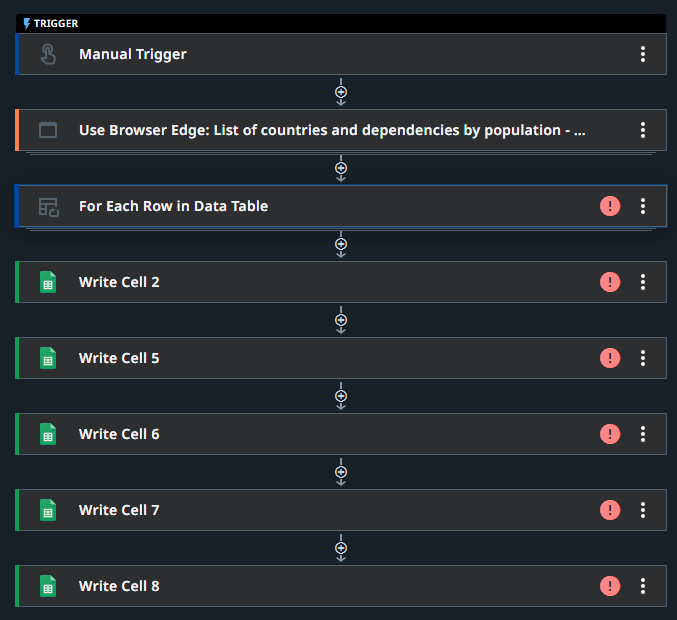 TRIGGER
Manual Trigger
Use Browser Edge: List of countries and dependencies by population - ...
For Each Row in Data Table
Write Cell 2
Write Cell 5
Write Cell 6
Write Cell 7
Write Cell 8